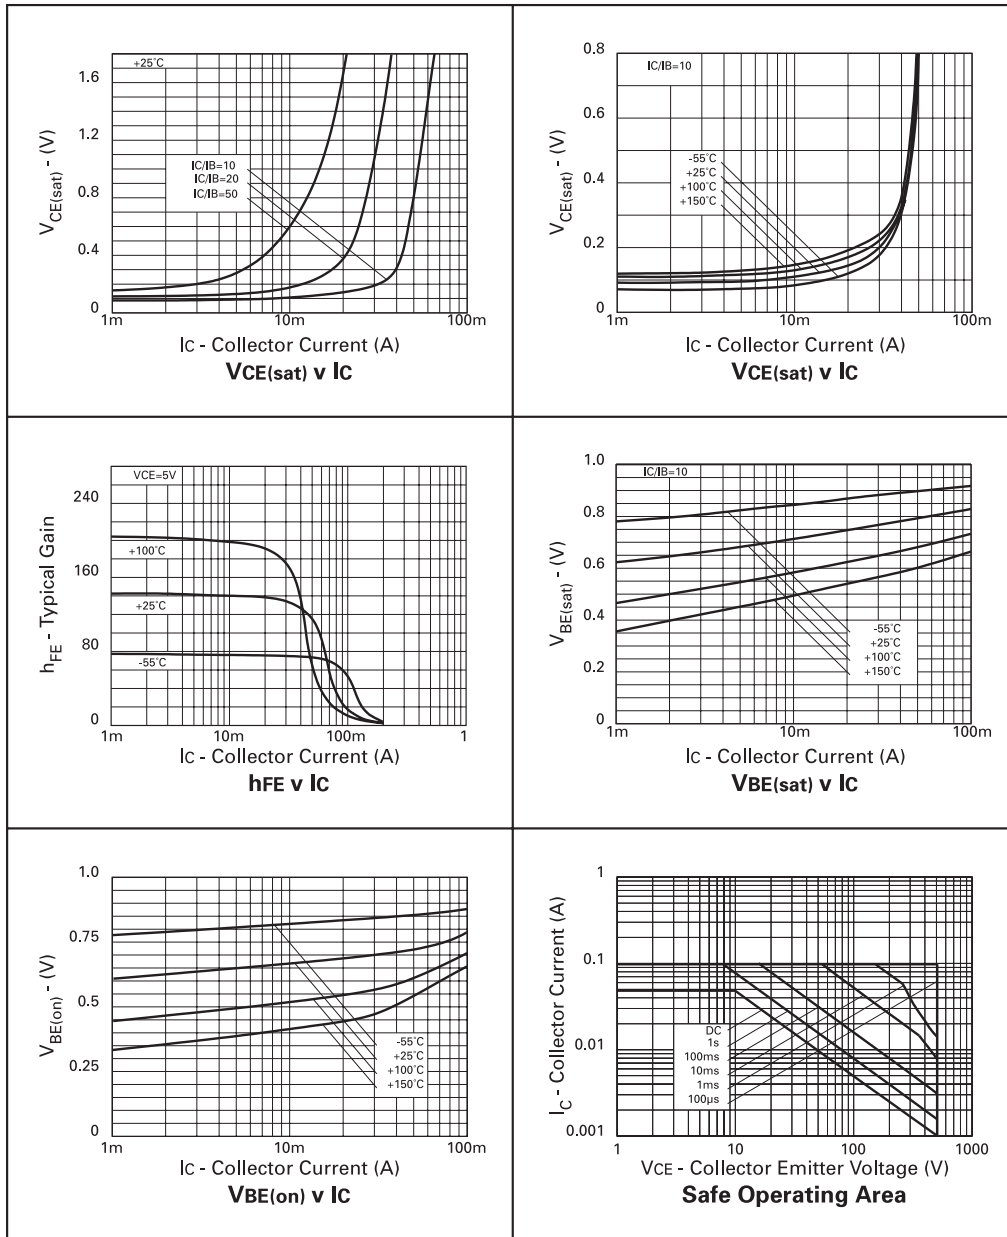 +25°C
1.6
1.2
0.8
0.4
0
VCE(sat) - (V)
IC/IB=10
IC/IB=20
IC/IB=50
1m 10m 100m
IC - Collector Current (A)
VCE(sat) v IC
IC/IB=10
0.8
0.6
0.4
0.2
0
VCE(sat) - (V)
-55°C
+25°C
+100°C
+150°C
1m 10m 100m
IC - Collector Current (A)
VCE(sat) v IC
VCE=5V
240
160
80
0
hFE - Typical Gain
+100°C
+25°C
-55°C
1m 10m 100m 1
IC - Collector Current (A)
hFE v IC
IC/IB=10
1.0
0.8
0.6
0.4
0.2
0
VBE(sat) - (V)
-55°C
+25°C
+100°C
+150°C
1m 10m 100m
IC - Collector Current (A)
VBE(sat) v IC
1.0
0.75
0.5
0.25
0
VBE(on) - (V)
-55°C
+25°C
+100°C
+150°C
1m 10m 100m
IC - Collector Current (A)
VBE(on) v IC
1
0.1
0.01
0.001
IC - Collector Current (A)
DC
1s
100ms
10ms
1ms
100µs
1 10 100 1000
VCE - Collector Emitter Voltage (V)
Safe Operating Area